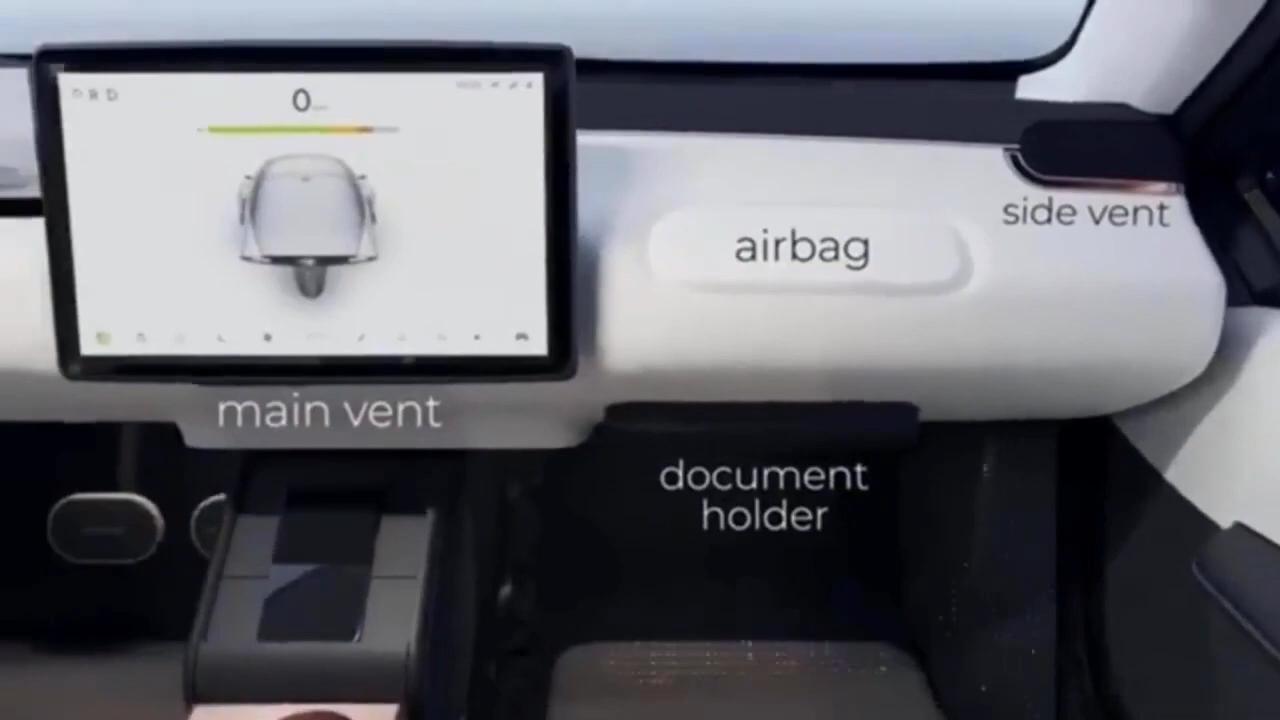 0
side vent
airbag
main vent
document
holder